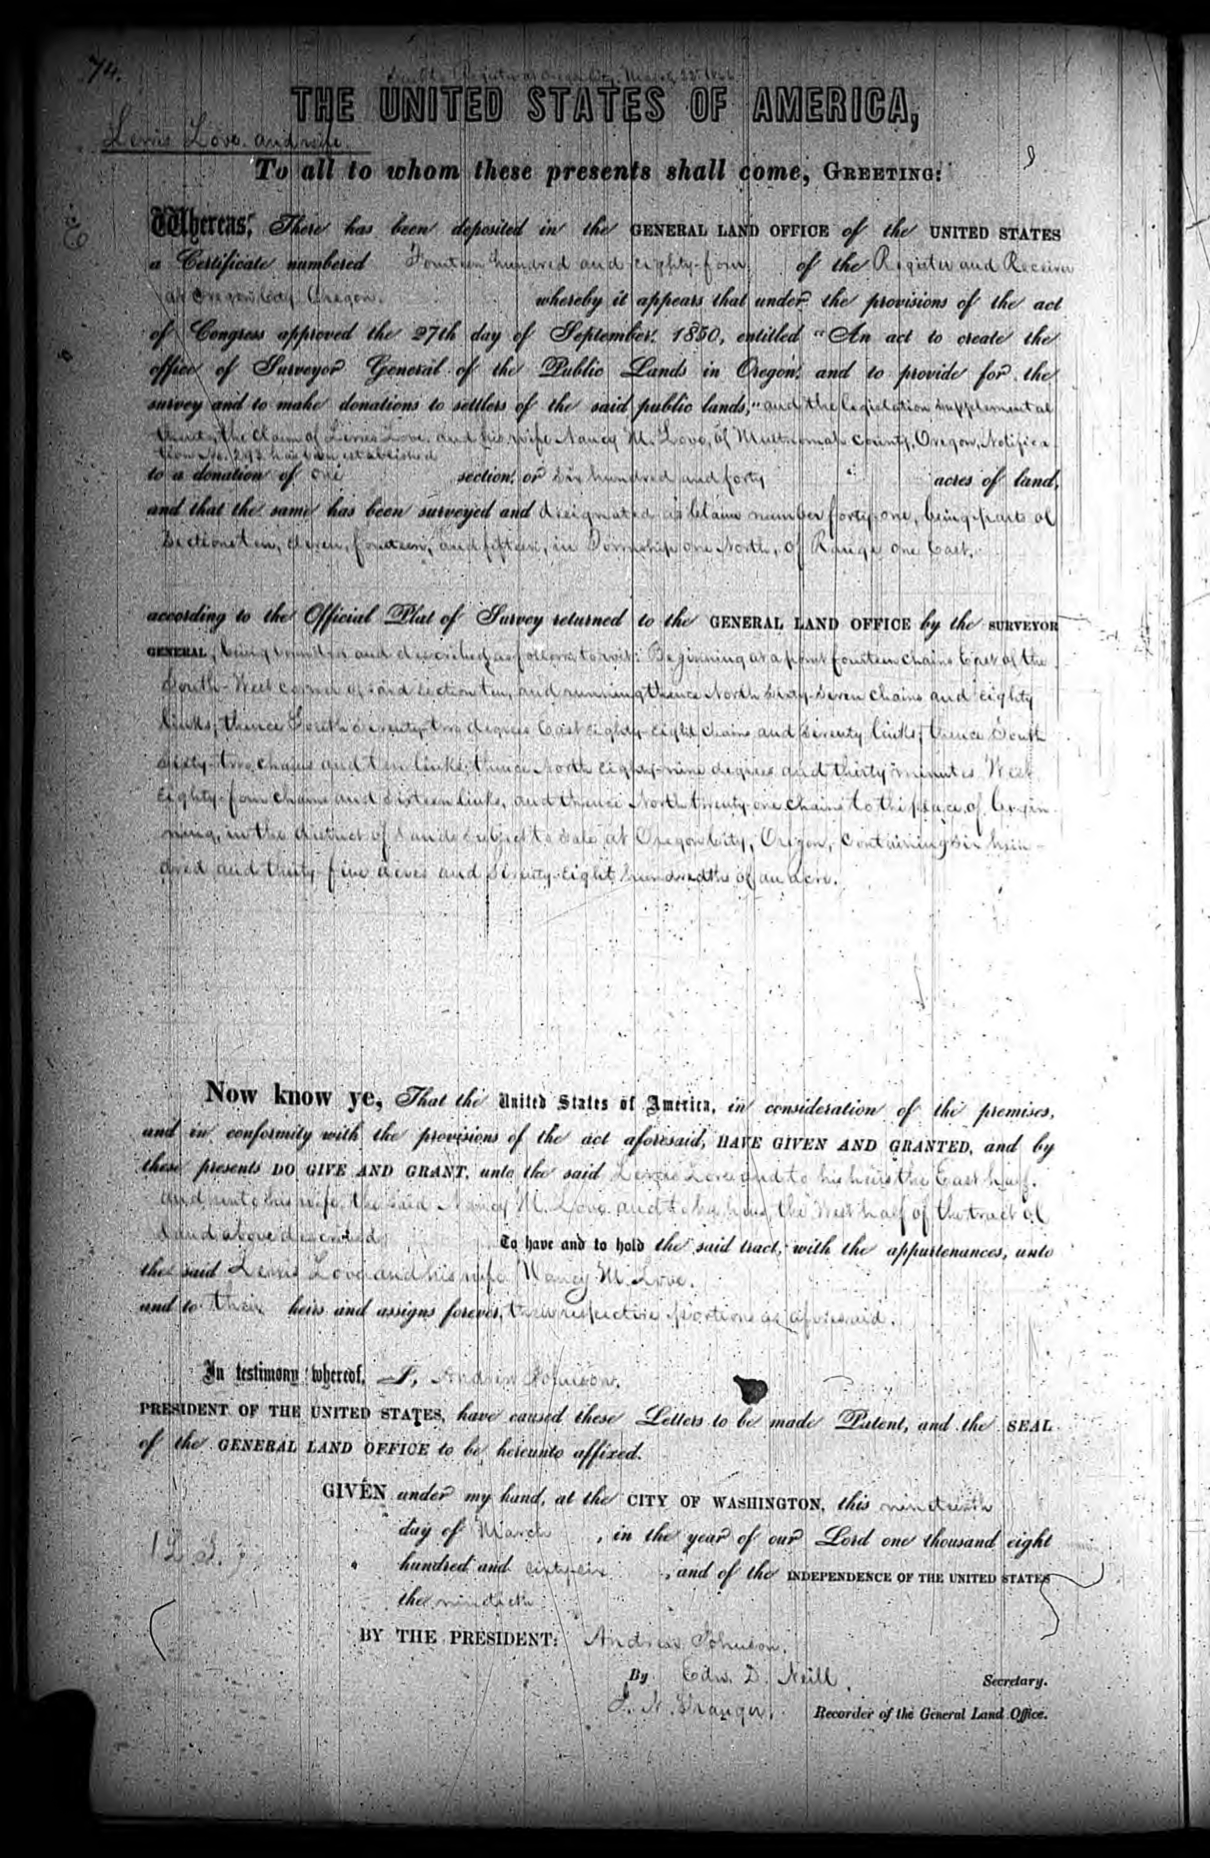 74.
Sent to Register at Oregon City, March 22d 1866.
THE UNITED STATES OF AMERICA,
Lewis Love and wife
To all to whom these presents shall come, GREETING:
Whereas, There has been deposited in the GENERAL LAND OFFICE of the UNITED STATES
a Certificate numbered Fourteen hundred and eighty-four of the Register and Receiver
at Oregon City Oregon. whereby it appears that under the provisions of the act
of Congress approved the 27th day of September, 1850, entitled "An act to create the
office of Surveyor General of the Public Lands in Oregon, and to provide for the
survey and to make donations to settlers of the said public lands," and the legislation supplemental
thereto, the claim of Lewis Love and his wife Nancy M. Love, of Multnomah County, Oregon, Notifica-
tion No. 293 has been established
to a donation of one section, or six hundred and forty acres of land,
and that the same has been surveyed and designated as Claim number forty-one, being parts of
Sections ten, eleven, fourteen, and fifteen, in Township one North, of Range one East.
according to the Official Plat of Survey returned to the GENERAL LAND OFFICE by the SURVEYOR
GENERAL, being bounded and described as follows to wit: Beginning at a point fourteen chains East of the
South-West corner of said Section ten, and running thence North Sixty-Seven chains and eighty
links; thence South Seventy-two degrees East eighty-eight chains and Seventy links; thence South
Sixty-two chains and ten links; thence North eighty-nine degrees and thirty minutes West
eighty-four chains and sixteen links, and thence North twenty-one chains to the place of begin-
ning, in the district of lands subject to sale at Oregon City, Oregon, containing six hun-
dred and thirty-five acres and Seventy-eight hundredths of an acre.
Now know ye, That the United States of America, in consideration of the premises,
and in conformity with the provisions of the act aforesaid, HAVE GIVEN AND GRANTED, and by
these presents DO GIVE AND GRANT, unto the said Lewis Love and to his heirs the East half.
and unto his wife, the said Nancy M. Love and to her heirs the West half of the tract of
Land above described; To have and to hold the said tract, with the appurtenances, unto
the said Lewis Love and his wife Nancy M. Love.
and to their heirs and assigns forever, their respective portions as aforesaid.
In testimony whereof, I, Andrew Johnson,
PRESIDENT OF THE UNITED STATES, have caused these Letters to be made Patent, and the SEAL
of the GENERAL LAND OFFICE to be hereunto affixed.
GIVEN under my hand, at the CITY OF WASHINGTON, this nineteenth
day of March, in the year of our Lord one thousand eight
hundred and sixty six, and of the INDEPENDENCE OF THE UNITED STATES
the ninetieth
L. S.
BY THE PRESIDENT: Andrew Johnson.
By Edw. D. Neill, Secretary.
I. N. Granger, Recorder of the General Land Office.